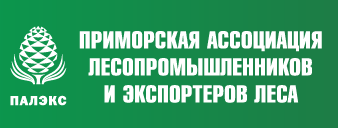 ПРИМОРСКАЯ АССОЦИАЦИЯ
ЛЕСОПРОМЫШЛЕННИКОВ
И ЭКСПОРТЕРОВ ЛЕСА
ПАЛЭКС